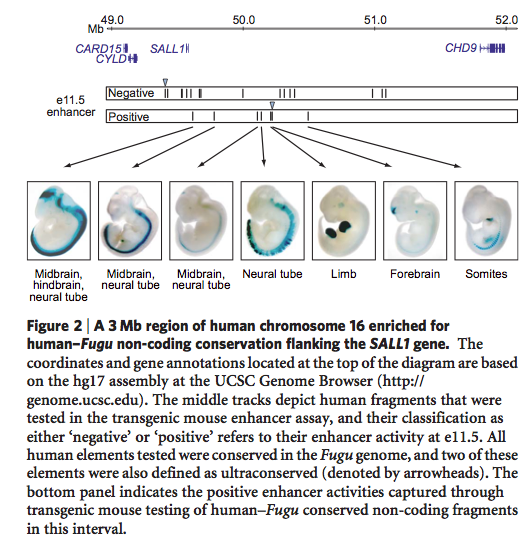 49.0 50.0 51.0 52.0
Mb
CARD15 SALL1 CHD9
CYLD
Negative
e11.5
enhancer
Positive
Midbrain,
hindbrain,
neural tube
Midbrain,
neural tube
Midbrain,
neural tube
Neural tube
Limb
Forebrain
Somites
Figure 2 | A 3 Mb region of human chromosome 16 enriched for
human–Fugu non-coding conservation flanking the SALL1 gene. The
coordinates and gene annotations located at the top of the diagram are based
on the hg17 assembly at the UCSC Genome Browser (http://
genome.ucsc.edu). The middle tracks depict human fragments that were
tested in the transgenic mouse enhancer assay, and their classification as
either ‘negative’ or ‘positive’ refers to their enhancer activity at e11.5. All
human elements tested were conserved in the Fugu genome, and two of these
elements were also defined as ultraconserved (denoted by arrowheads). The
bottom panel indicates the positive enhancer activities captured through
transgenic mouse testing of human–Fugu conserved non-coding fragments
in this interval.